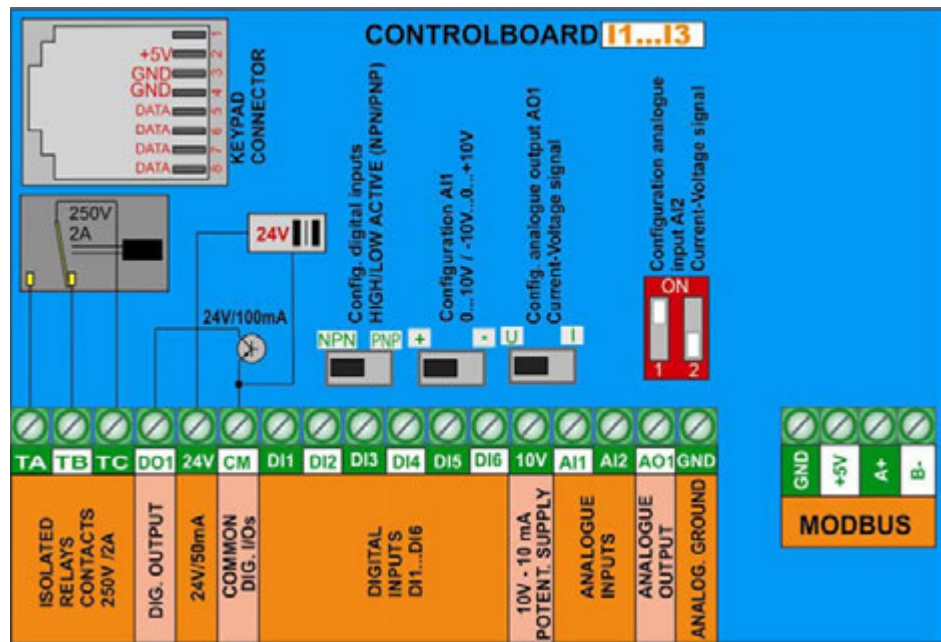 CONTROLBOARD I1...I3
1
+5V 2
GND 3
GND 4
DATA 5
DATA 6
DATA 7
DATA 8
KEYPAD
CONNECTOR
250V
2A
24V
24V/100mA
Config. digital inputs
HIGH/LOW ACTIVE (NPN/PNP)
NPN PNP
Configuration AI1
0...10V / -10V...0...+10V
+ -
Config. analogue output AO1
Current-Voltage signal
U I
Configuration analogue
input AI2
Current-Voltage signal
ON
1 2
TA TB TC DO1 24V CM DI1 DI2 DI3 DI4 DI5 DI6 10V AI1 AI2 AO1 GND
ISOLATED
RELAYS
CONTACTS
250V /2A
DIG. OUTPUT
24V/50mA
COMMON
DIG. I/Os
DIGITAL
INPUTS
DI1...DI6
10V - 10 mA
POTENT. SUPPLY
ANALOGUE
INPUTS
ANALOGUE
OUTPUT
ANALOG. GROUND
GND +5V A+ B-
MODBUS